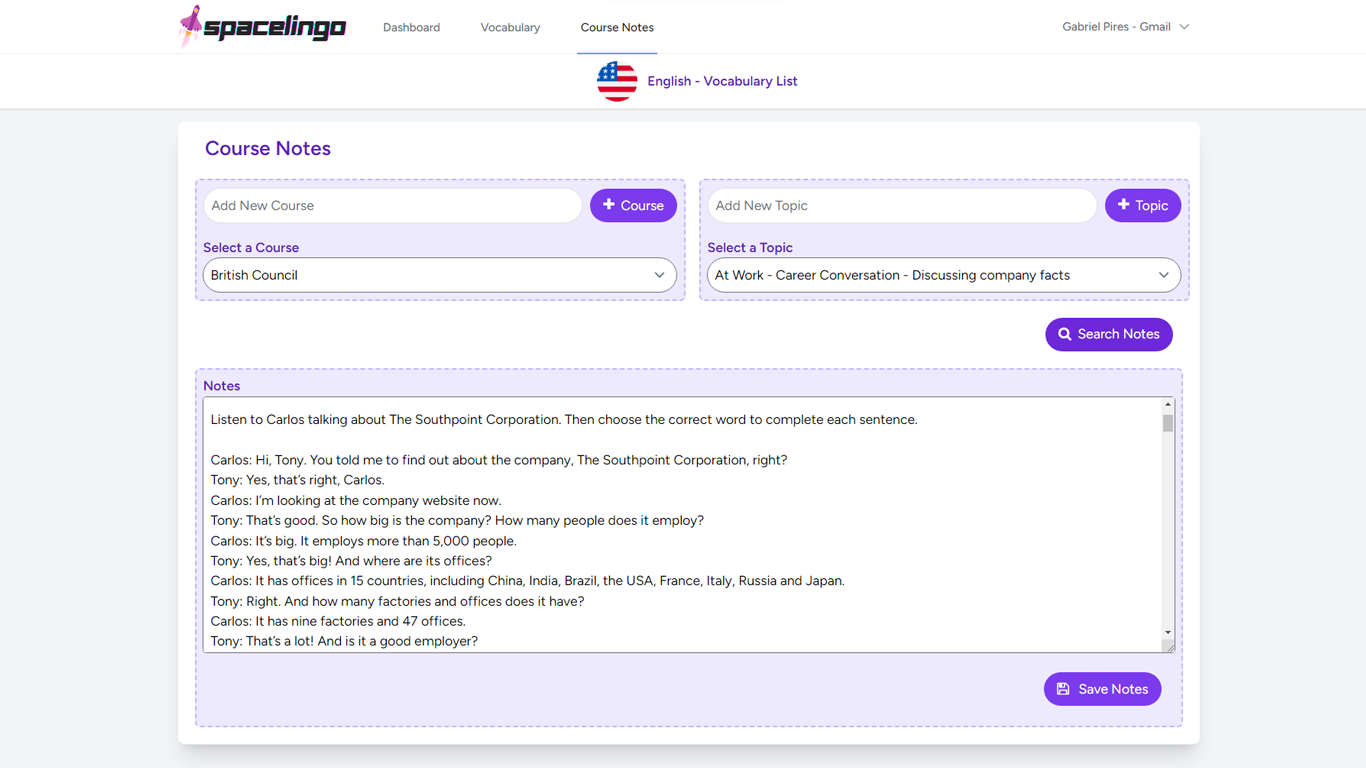 spacelingo
Dashboard
Vocabulary
Course Notes
Gabriel Pires - Gmail
English - Vocabulary List
Course Notes
Add New Course
+ Course
Select a Course
British Council
Add New Topic
+ Topic
Select a Topic
At Work - Career Conversation - Discussing company facts
Search Notes
Notes
Listen to Carlos talking about The Southpoint Corporation. Then choose the correct word to complete each sentence.
Carlos: Hi, Tony. You told me to find out about the company, The Southpoint Corporation, right?
Tony: Yes, that’s right, Carlos.
Carlos: I’m looking at the company website now.
Tony: That’s good. So how big is the company? How many people does it employ?
Carlos: It’s big. It employs more than 5,000 people.
Tony: Yes, that’s big! And where are its offices?
Carlos: It has offices in 15 countries, including China, India, Brazil, the USA, France, Italy, Russia and Japan.
Tony: Right. And how many factories and offices does it have?
Carlos: It has nine factories and 47 offices.
Tony: That’s a lot! And is it a good employer?
Save Notes